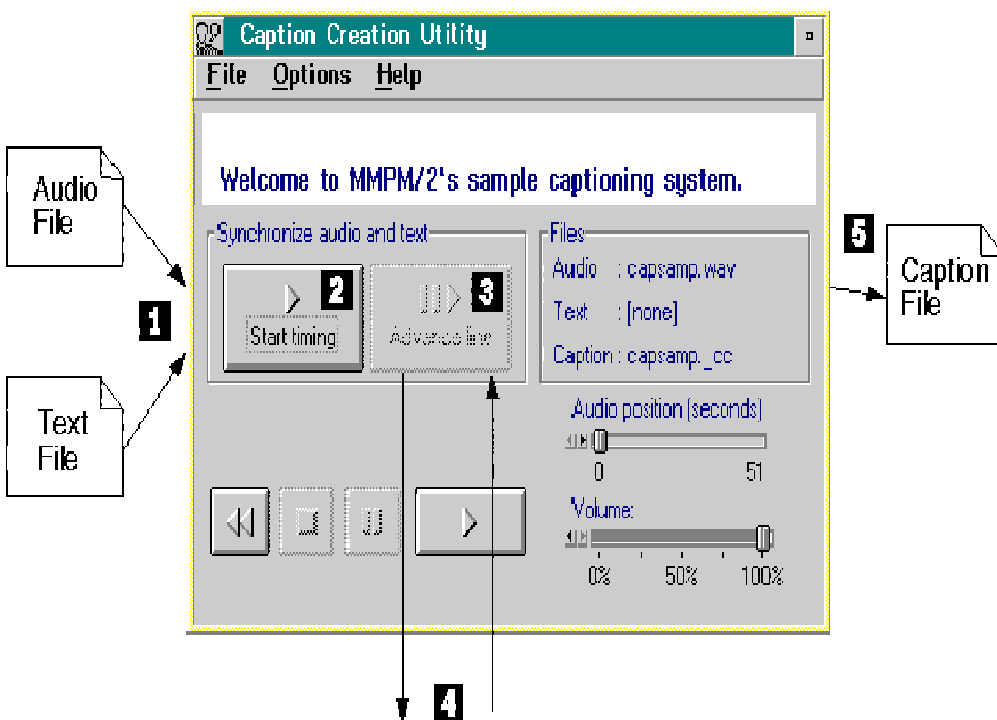 Caption Creation Utility
File Options Help
Welcome to MMPM/2's sample captioning system.
Audio
File
1
Text
File
Synchronize audio and text
2
Start timing
3
Advance line
Files
Audio : capsamp.wav
Text : [none]
Caption : capsamp._cc
5
Caption
File
Audio position (seconds)
0 51
Volume:
0% 50% 100%
4